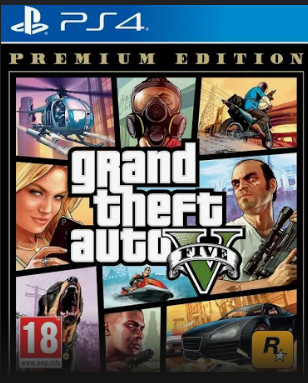 PS4
PREMIUM EDITION
grand
theft
auto
V
FIVE
18
www.pegi.info
R★